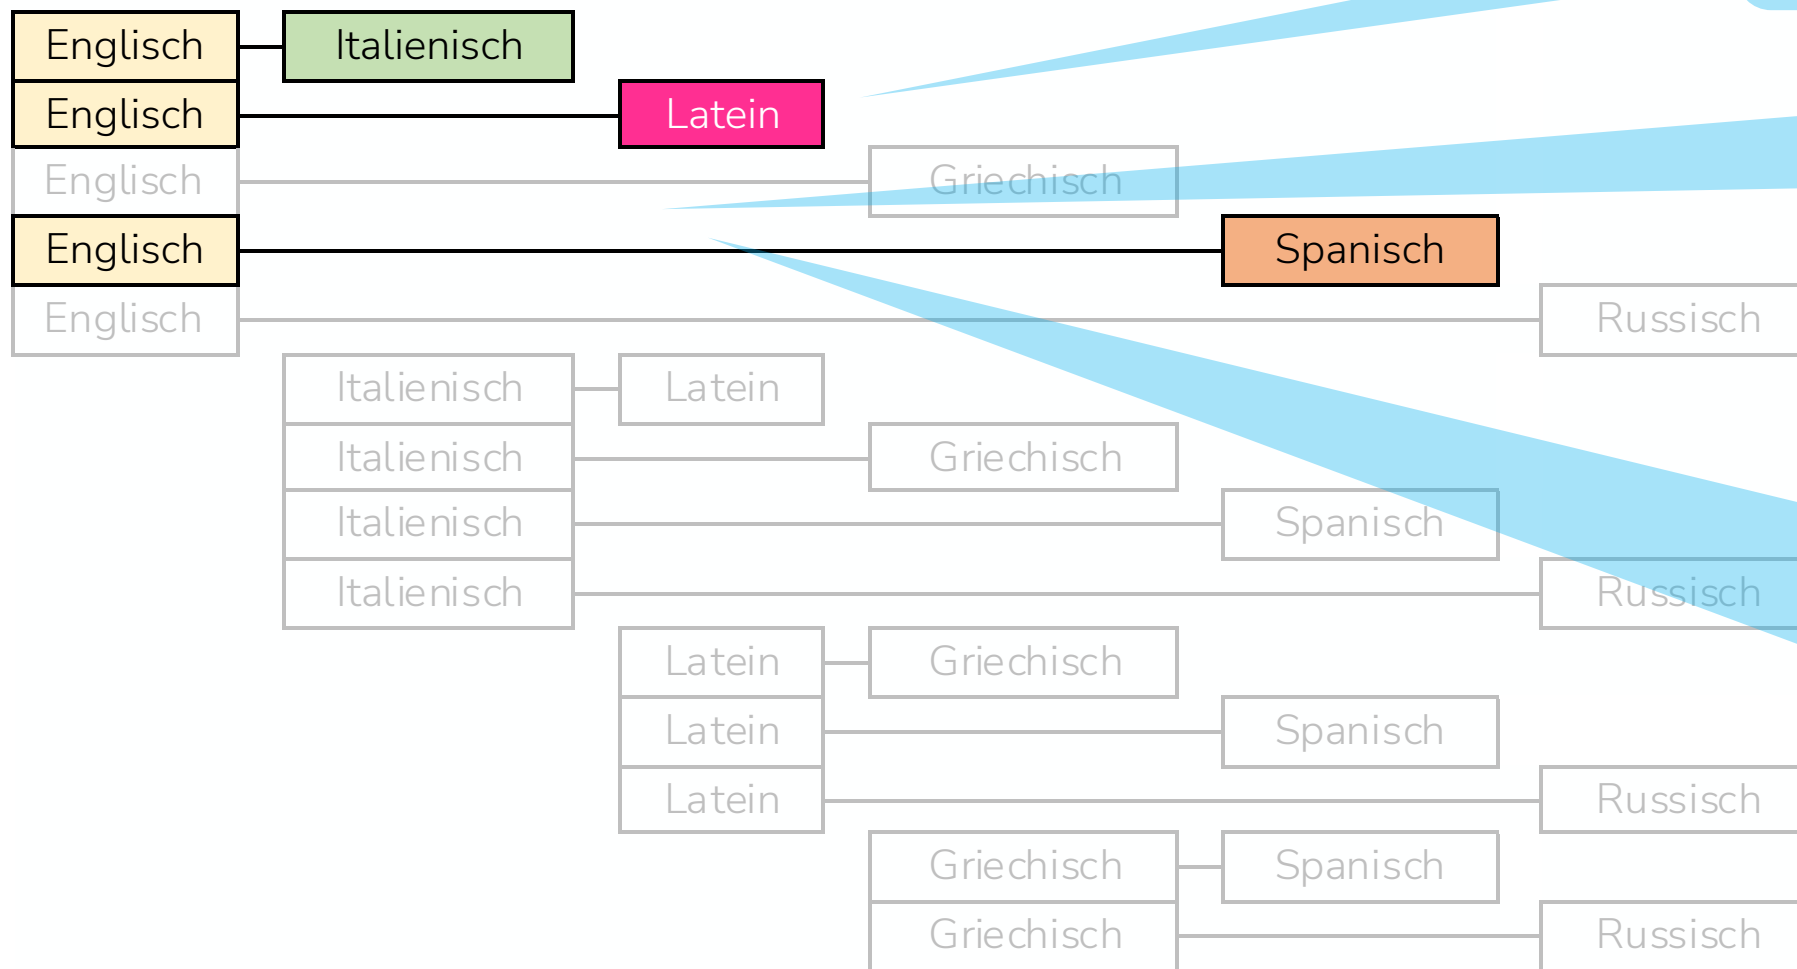 Englisch Italienisch
Englisch Latein
Englisch Griechisch
Englisch Spanisch
Englisch Russisch
Italienisch Latein
Italienisch Griechisch
Italienisch Spanisch
Italienisch Russisch
Latein Griechisch
Latein Spanisch
Latein Russisch
Griechisch Spanisch
Griechisch Russisch